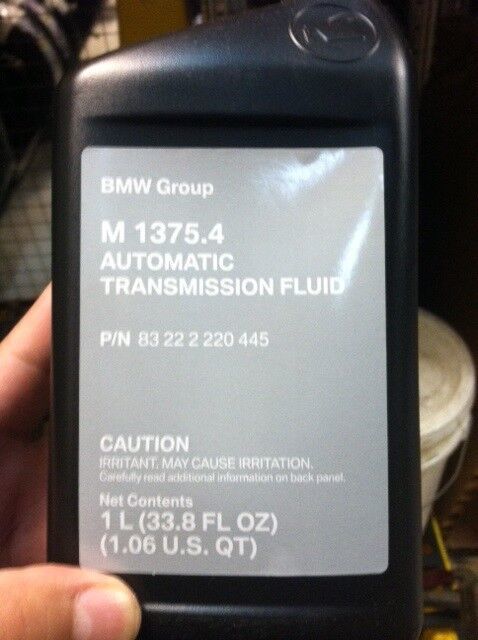 BMW Group
M 1375.4
AUTOMATIC
TRANSMISSION FLUID
P/N 83 22 2 220 445
CAUTION
IRRITANT. MAY CAUSE IRRITATION.
Carefully read additional information on back panel.
Net Contents
1 L (33.8 FL OZ)
(1.06 U.S. QT)